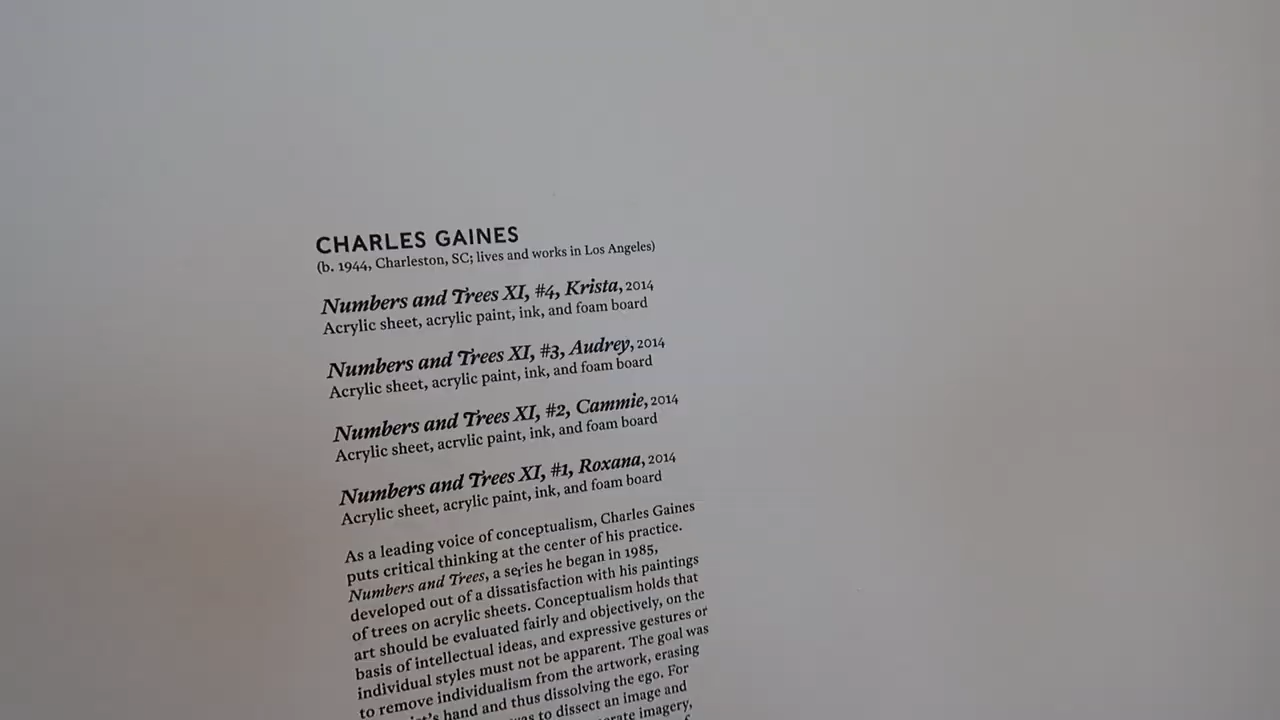 CHARLES GAINES
(b. 1944, Charleston, SC; lives and works in Los Angeles)
Numbers and Trees XI, #4, Krista, 2014
Acrylic sheet, acrylic paint, ink, and foam board
Numbers and Trees XI, #3, Audrey, 2014
Acrylic sheet, acrylic paint, ink, and foam board
Numbers and Trees XI, #2, Cammie, 2014
Acrylic sheet, acrylic paint, ink, and foam board
Numbers and Trees XI, #1, Roxana, 2014
Acrylic sheet, acrylic paint, ink, and foam board
As a leading voice of conceptualism, Charles Gaines
puts critical thinking at the center of his practice.
Numbers and Trees, a series he began in 1985,
developed out of a dissatisfaction with his paintings
of trees on acrylic sheets. Conceptualism holds that
art should be evaluated fairly and objectively, on the
basis of intellectual ideas, and expressive gestures or
individual styles must not be apparent. The goal was
to remove individualism from the artwork, erasing
hand and thus dissolving the ego. For
to dissect an image and
imagery,